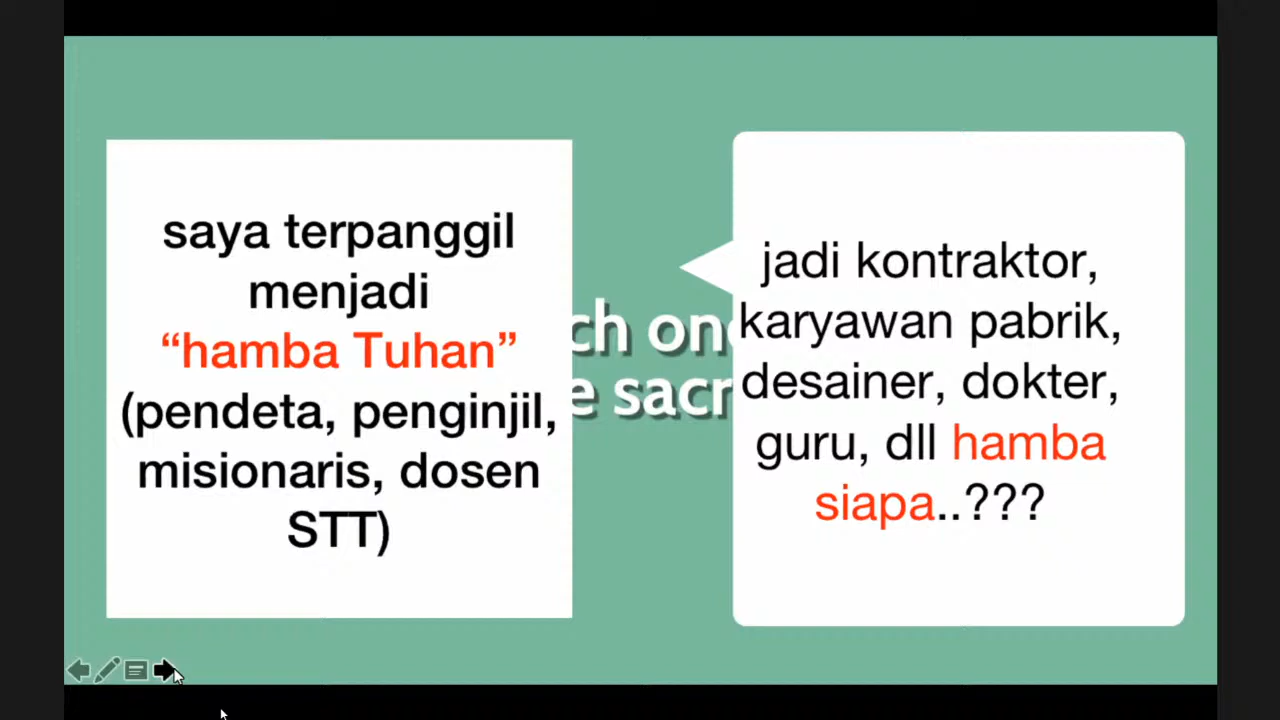 saya terpanggil
menjadi
“hamba Tuhan”
(pendeta, penginjil,
misionaris, dosen
STT)
jadi kontraktor,
karyawan pabrik,
desainer, dokter,
guru, dll hamba
siapa..???